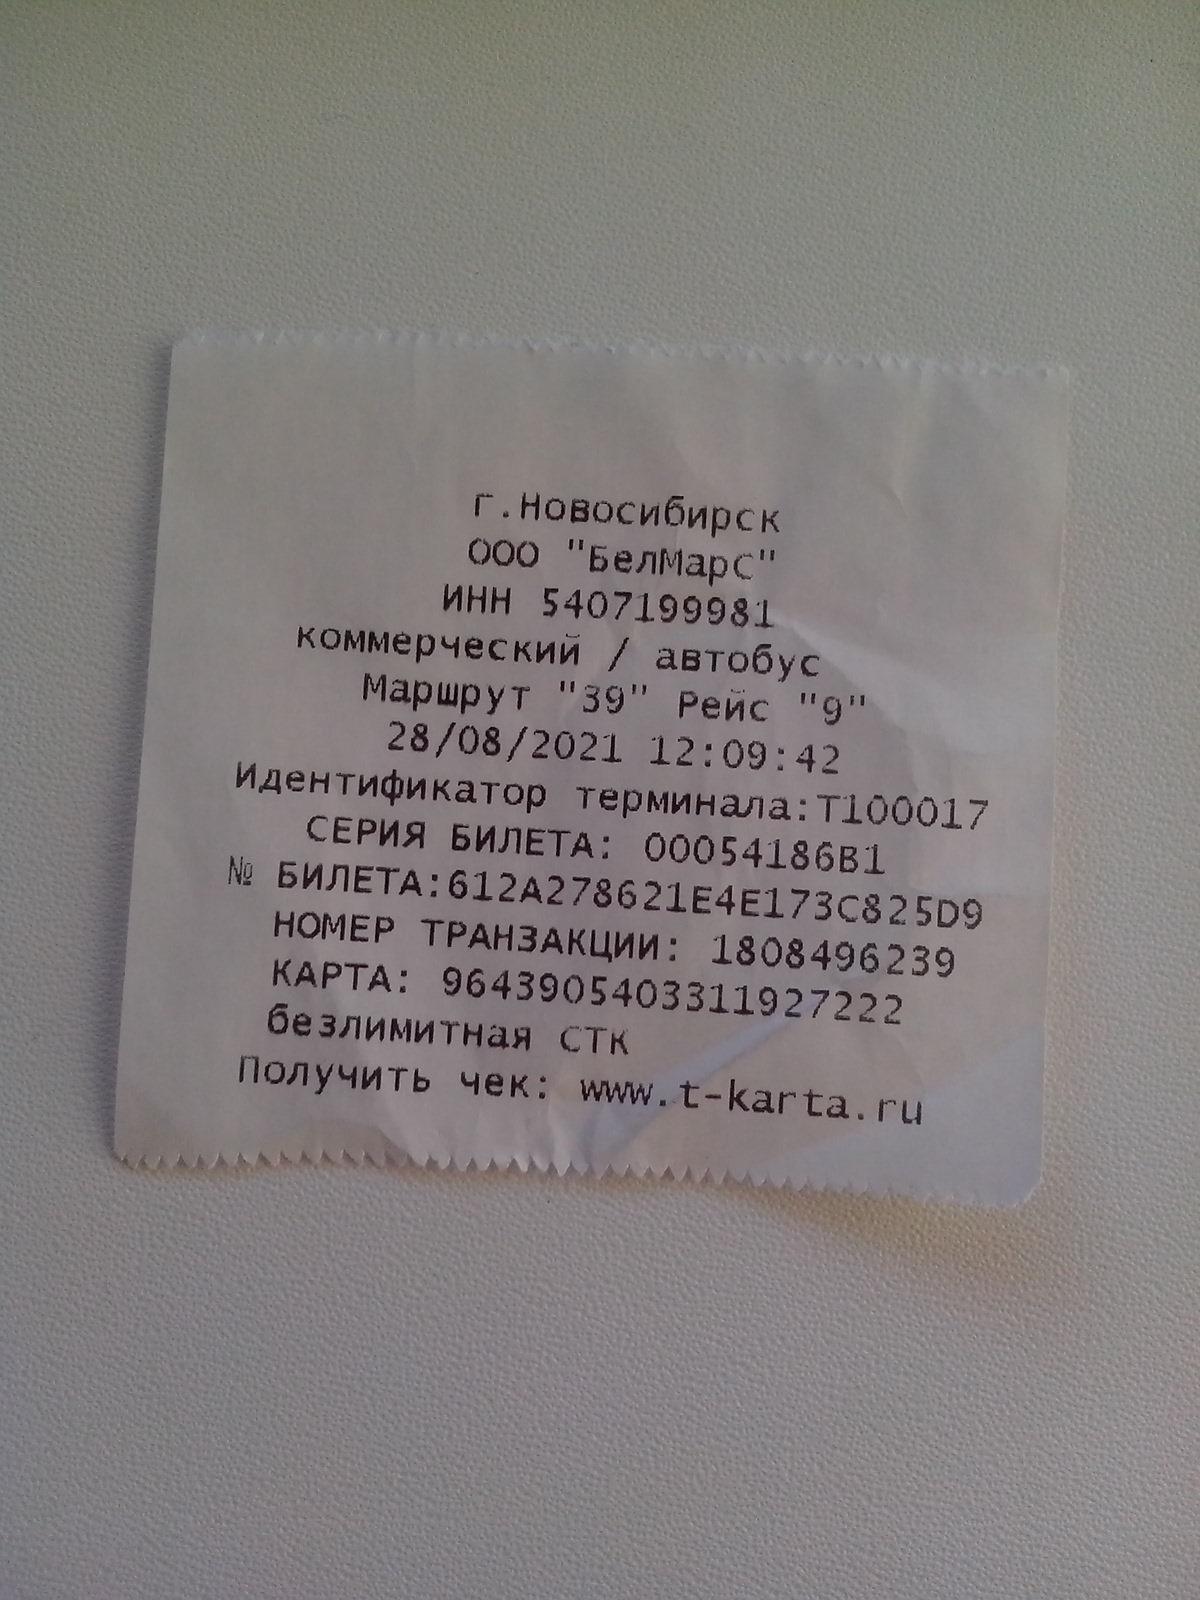 г.Новосибирск
ООО "БелМарС"
ИНН 5407199981
коммерческий / автобус
Маршрут "39" Рейс "9"
28/08/2021 12:09:42
Идентификатор терминала:T100017
СЕРИЯ БИЛЕТА: 00054186B1
№ БИЛЕТА:612A278621E4E173C825D9
НОМЕР ТРАНЗАКЦИИ: 1808496239
КАРТА: 9643905403311927222
безлимитная СТК
Получить чек: www.t-karta.ru